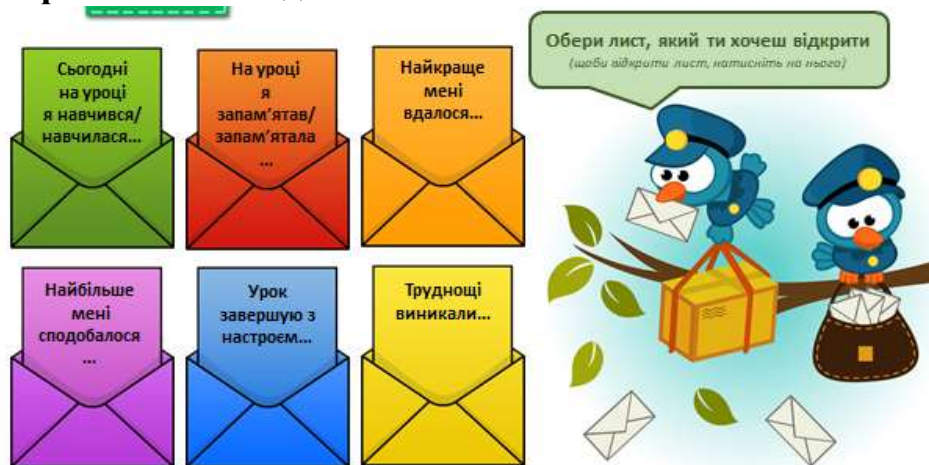 Сьогодні
на уроці
я навчився/
навчилася...
На уроці
я
запам’ятав/
запам’ятала
...
Найкраще
мені
вдалося...
Обери лист, який ти хочеш відкрити
(щоби відкрити лист, натисніть на нього)
Найбільше
мені
сподобалося
...
Урок
завершую з
настроєм...
Труднощі
виникали...